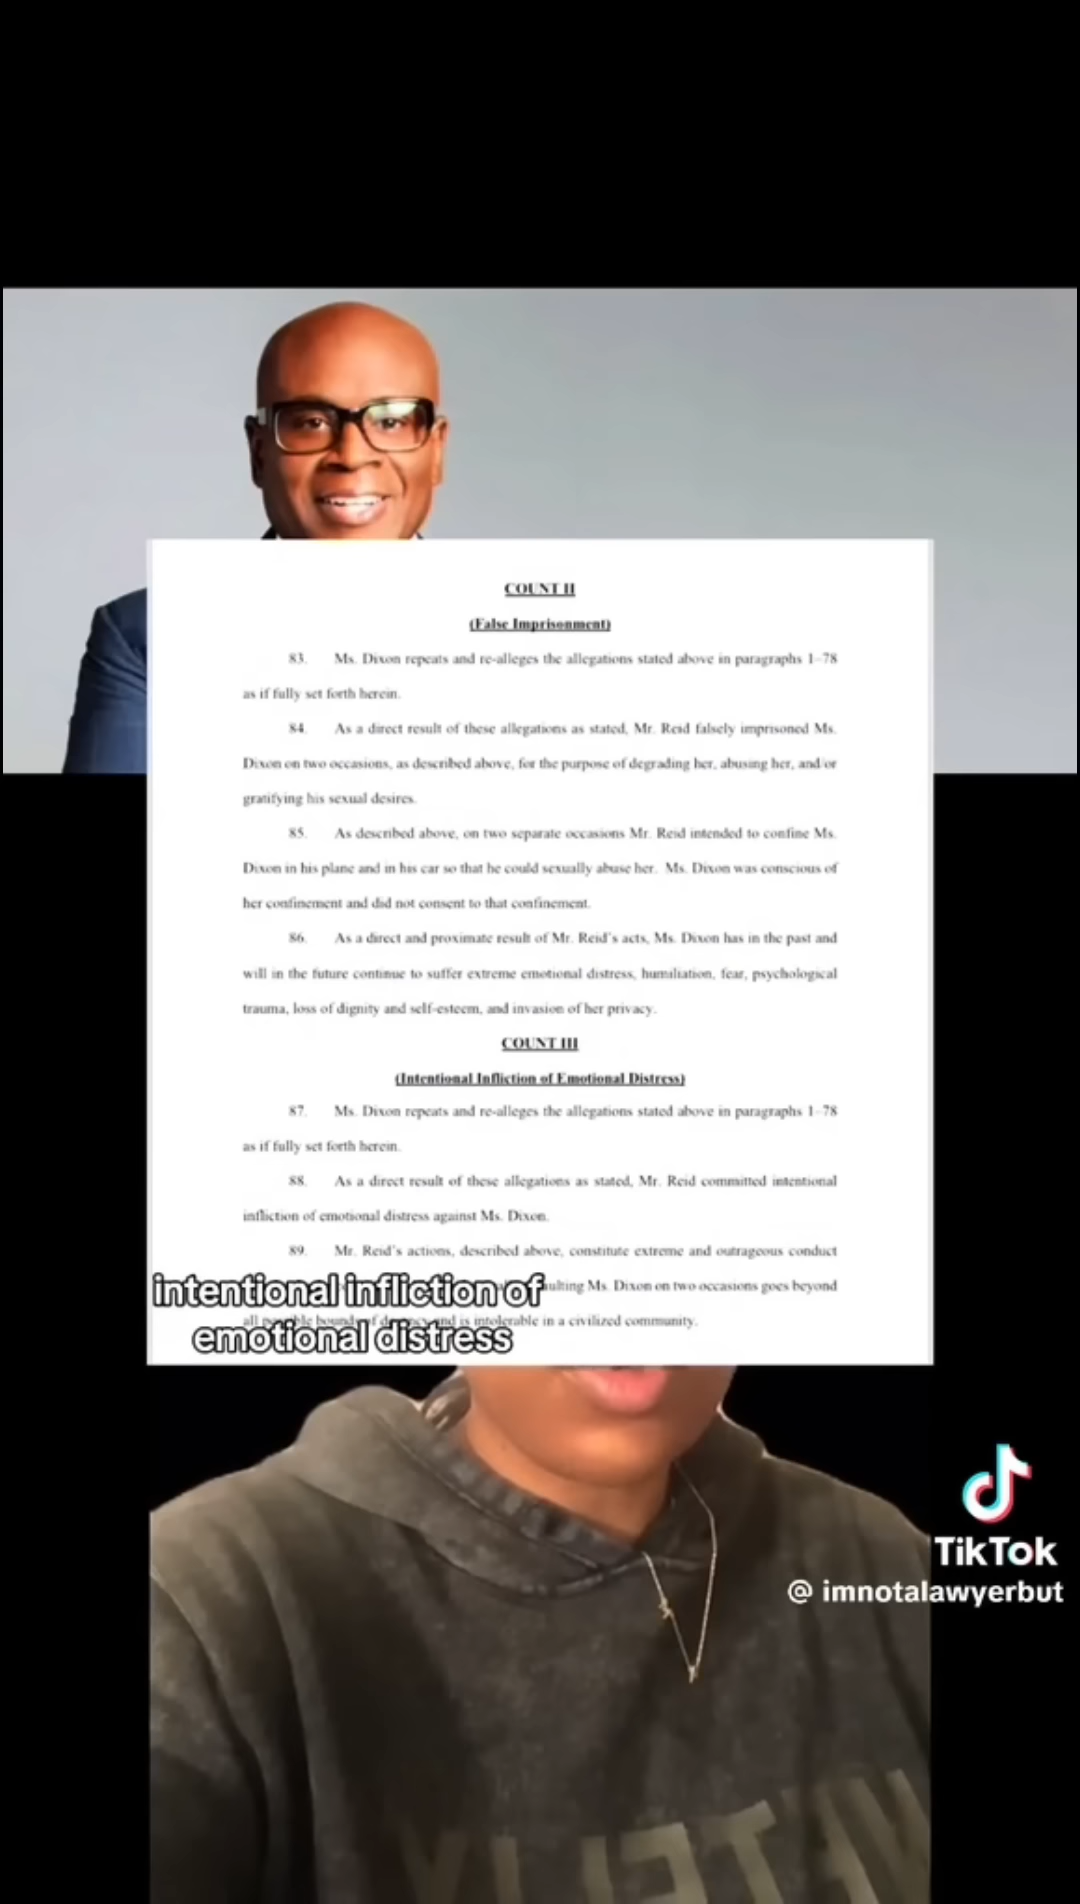 COUNT II
(False Imprisonment)
83. Ms. Dixon repeats and re-alleges the allegations stated above in paragraphs 1–78
as if fully set forth herein.
84. As a direct result of these allegations as stated, Mr. Reid falsely imprisoned Ms.
Dixon on two occasions, as described above, for the purpose of degrading her, abusing her, and/or
gratifying his sexual desires.
85. As described above, on two separate occasions Mr. Reid intended to confine Ms.
Dixon in his plane and in his car so that he could sexually abuse her. Ms. Dixon was conscious of
her confinement and did not consent to that confinement.
86. As a direct and proximate result of Mr. Reid's acts, Ms. Dixon has in the past and
will in the future continue to suffer extreme emotional distress, humiliation, fear, psychological
trauma, loss of dignity and self-esteem, and invasion of her privacy.
COUNT III
(Intentional Infliction of Emotional Distress)
87. Ms. Dixon repeats and re-alleges the allegations stated above in paragraphs 1–78
as if fully set forth herein.
88. As a direct result of these allegations as stated, Mr. Reid committed intentional
infliction of emotional distress against Ms. Dixon.
89. Mr. Reid's actions, described above, constitute extreme and outrageous conduct
Ms. Dixon on two occasions goes beyond
and is intolerable in a civilized community.
intentional infliction of
emotional distress
TikTok
@ imnotalawyerbut